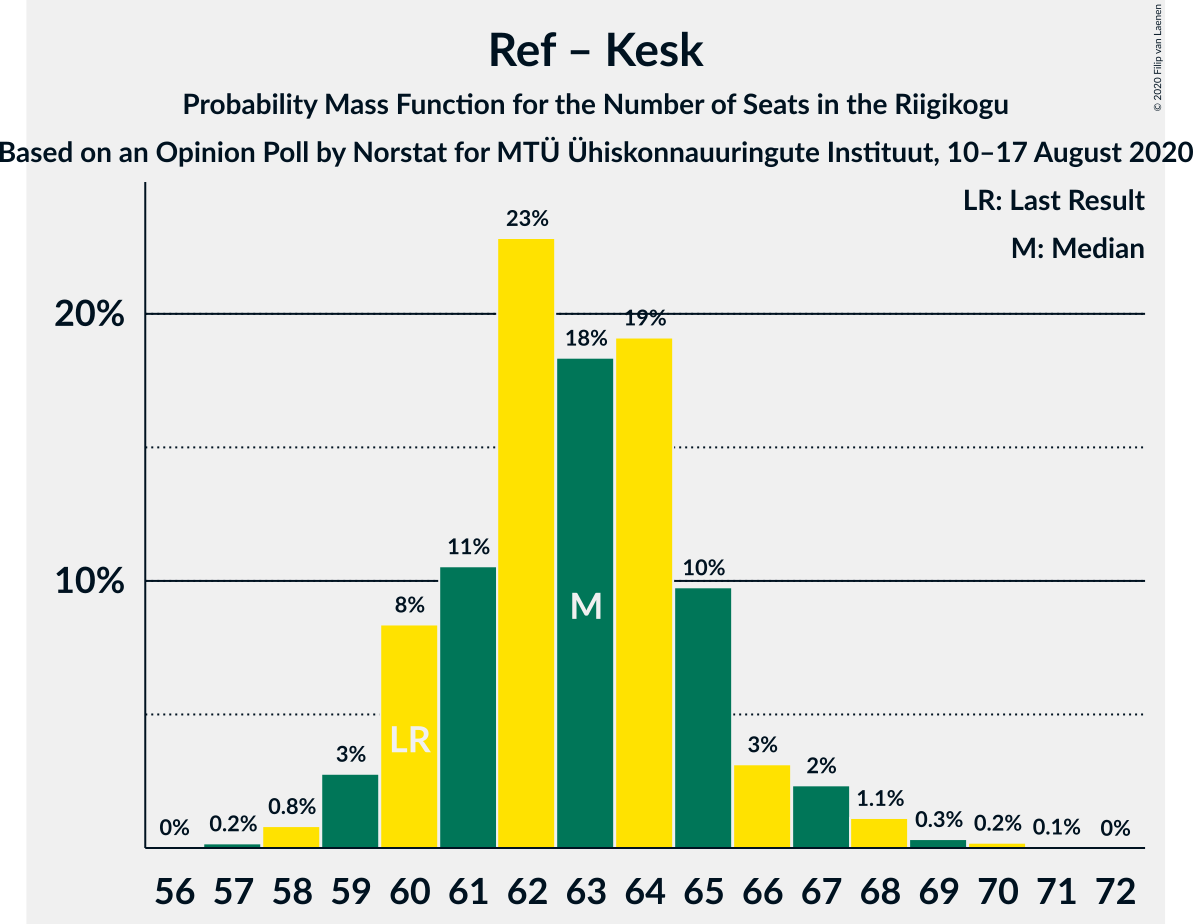 Ref – Kesk
Probability Mass Function for the Number of Seats in the Riigikogu
Based on an Opinion Poll by Norstat for MTÜ Ühiskonnauuringute Instituut, 10–17 August 2020
© 2020 Filip van Laenen
LR: Last Result
M: Median
20%
10%
0%
0.2%
0.8%
3%
8%
11%
23%
18%
19%
10%
3%
2%
1.1%
0.3%
0.2%
0.1%
0%
LR
M
56 57 58 59 60 61 62 63 64 65 66 67 68 69 70 71 72